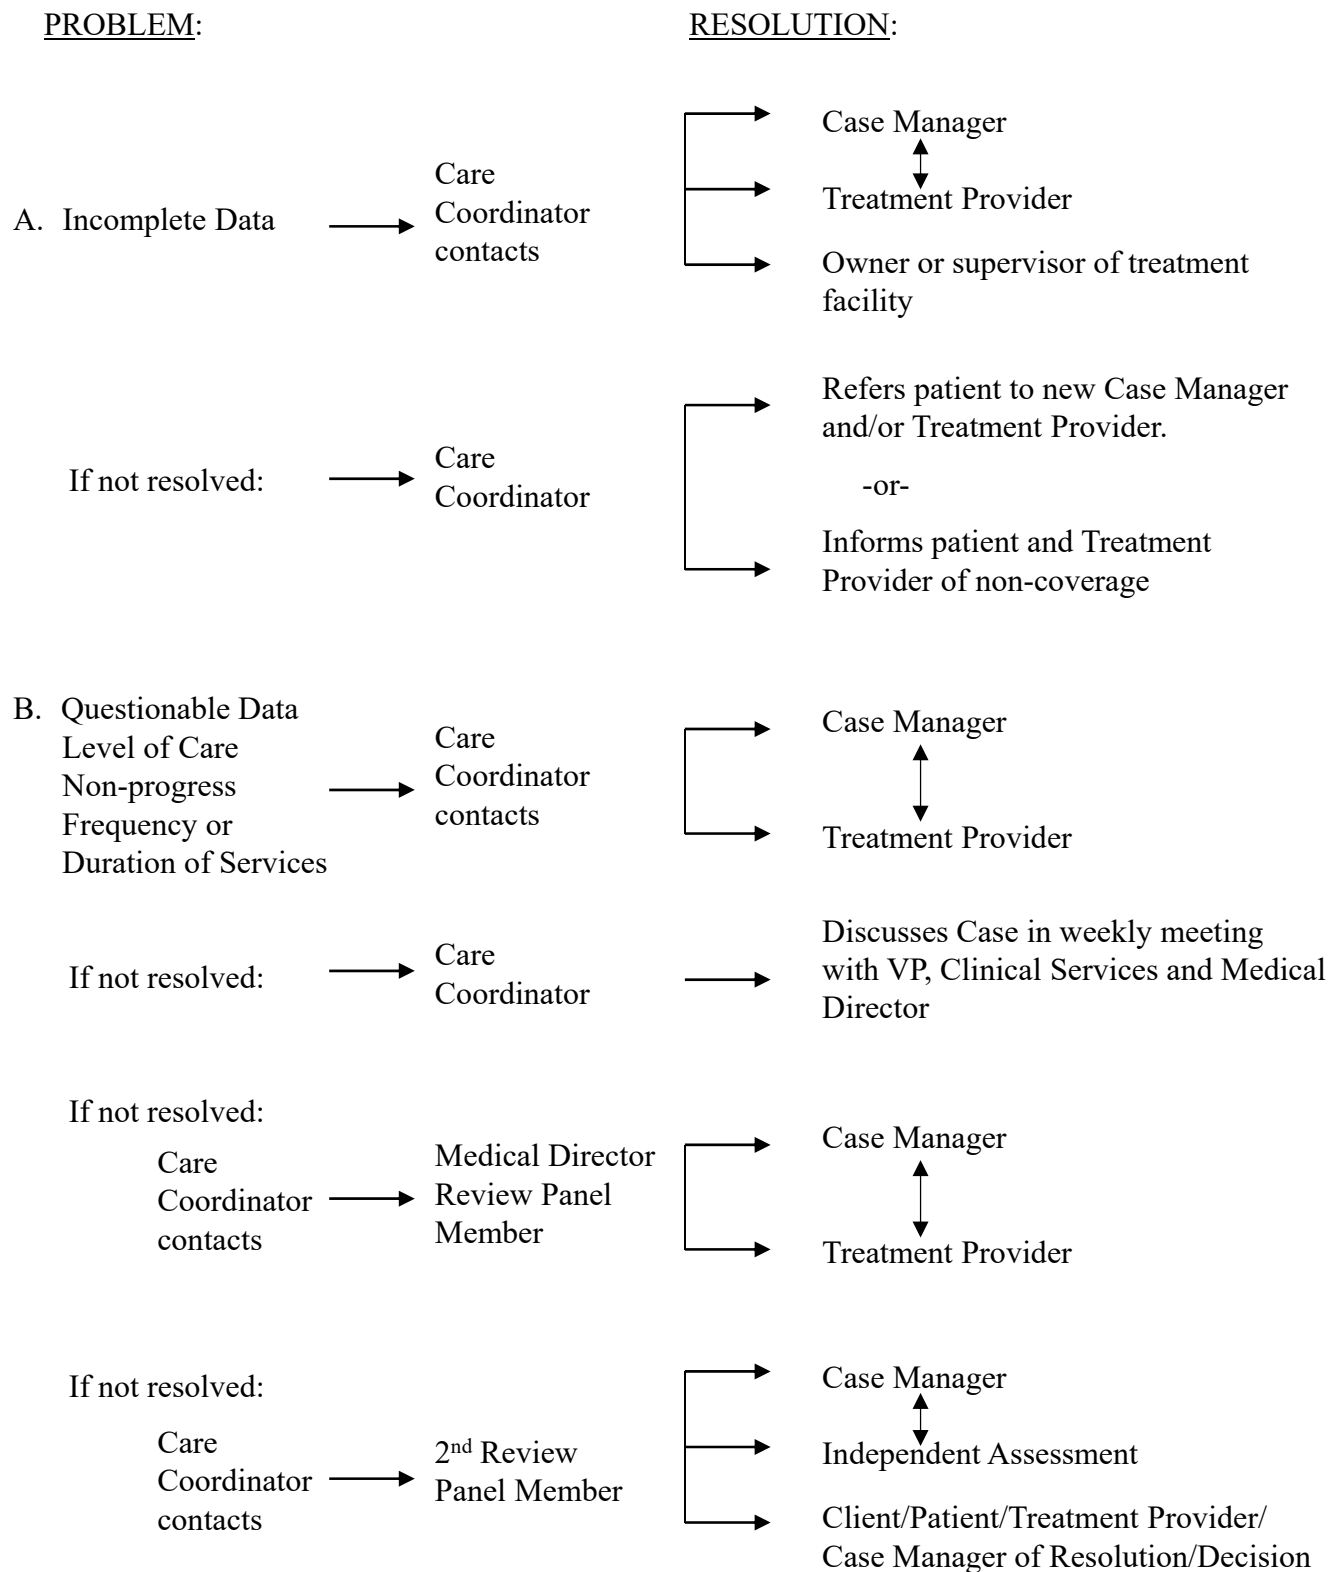 PROBLEM:
RESOLUTION:
A. Incomplete Data
Care
Coordinator
contacts
Case Manager
Treatment Provider
Owner or supervisor of treatment
facility
If not resolved:
Care
Coordinator
Refers patient to new Case Manager
and/or Treatment Provider.
-or-
Informs patient and Treatment
Provider of non-coverage
B. Questionable Data
Level of Care
Non-progress
Frequency or
Duration of Services
Care
Coordinator
contacts
Case Manager
Treatment Provider
If not resolved:
Care
Coordinator
Discusses Case in weekly meeting
with VP, Clinical Services and Medical
Director
If not resolved:
Care
Coordinator
contacts
Medical Director
Review Panel
Member
Case Manager
Treatment Provider
If not resolved:
Care
Coordinator
contacts
2nd Review
Panel Member
Case Manager
Independent Assessment
Client/Patient/Treatment Provider/
Case Manager of Resolution/Decision